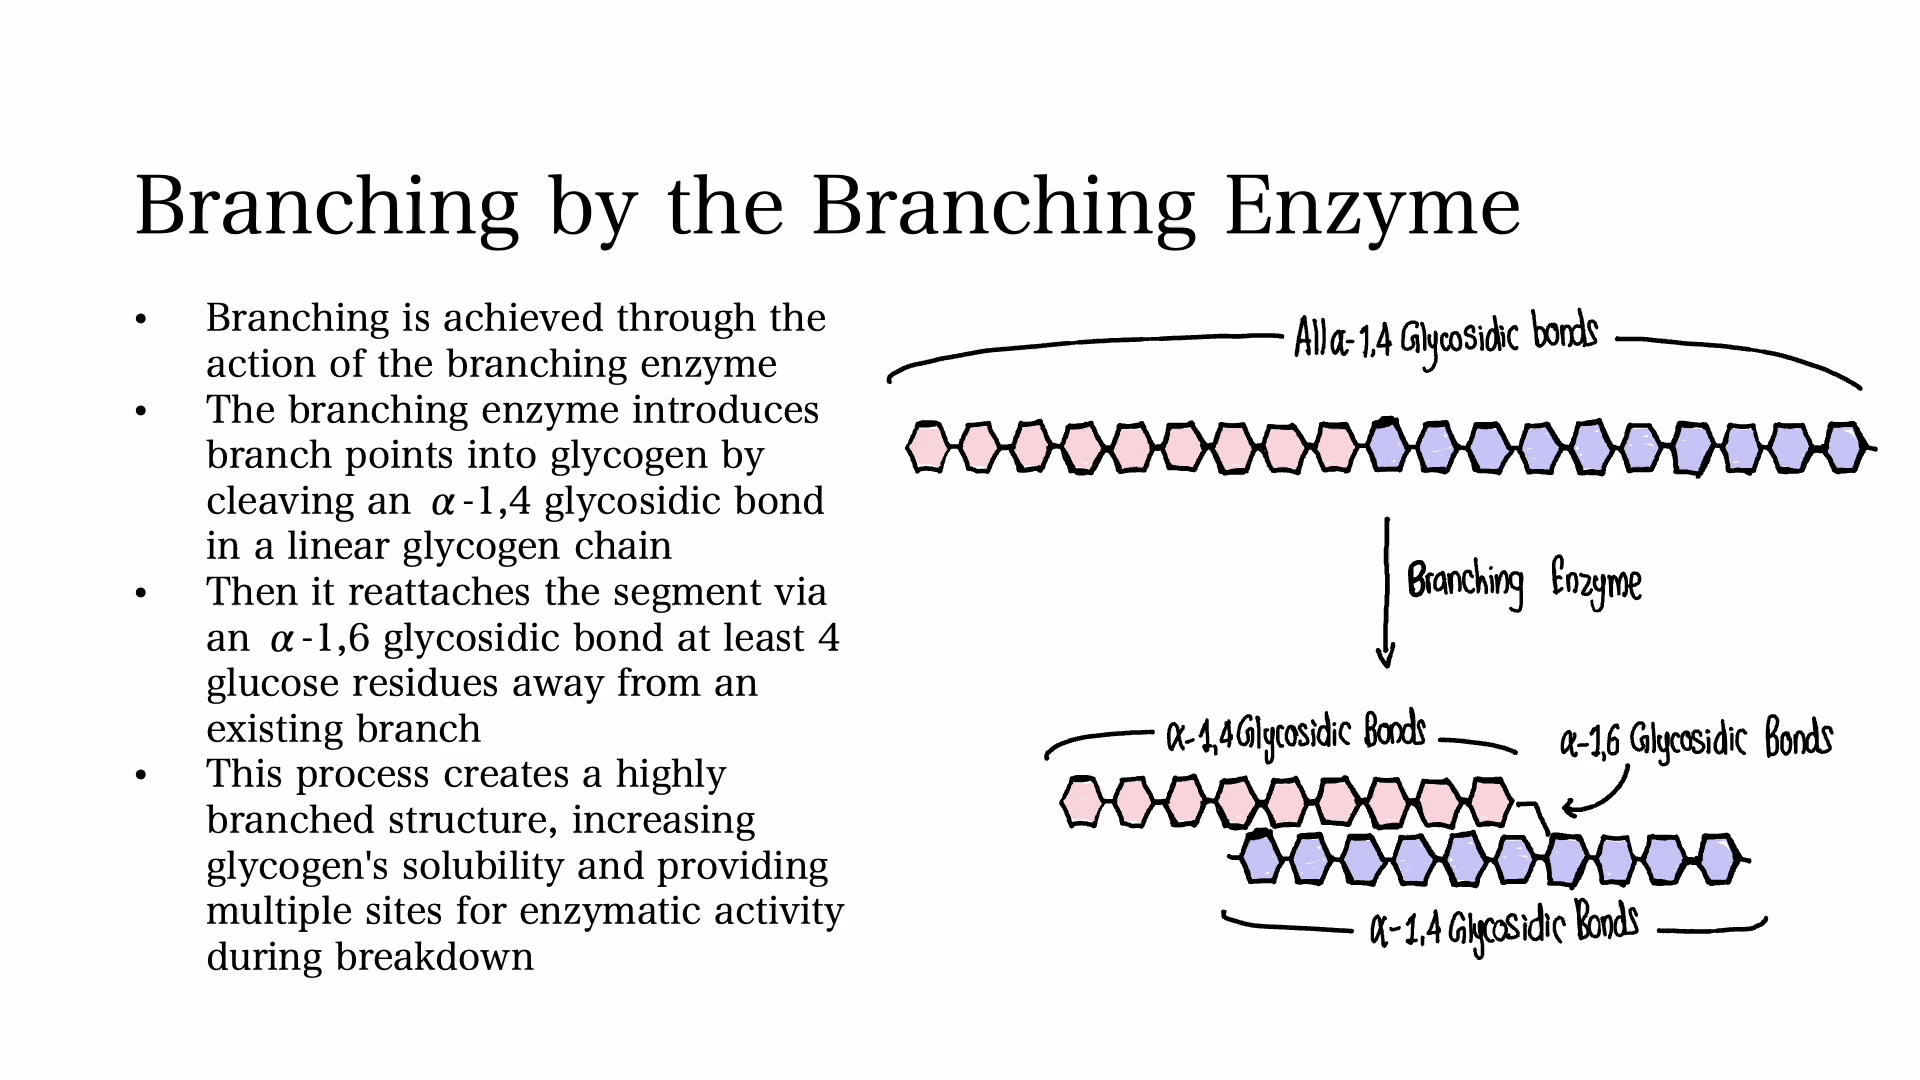 Branching by the Branching Enzyme
• Branching is achieved through the
action of the branching enzyme
• The branching enzyme introduces
branch points into glycogen by
cleaving an α-1,4 glycosidic bond
in a linear glycogen chain
• Then it reattaches the segment via
an α-1,6 glycosidic bond at least 4
glucose residues away from an
existing branch
• This process creates a highly
branched structure, increasing
glycogen's solubility and providing
multiple sites for enzymatic activity
during breakdown
All α-1,4 Glycosidic bonds
Branching Enzyme
α-1,4 Glycosidic Bonds
α-1,6 Glycosidic Bonds
α-1,4 Glycosidic Bonds